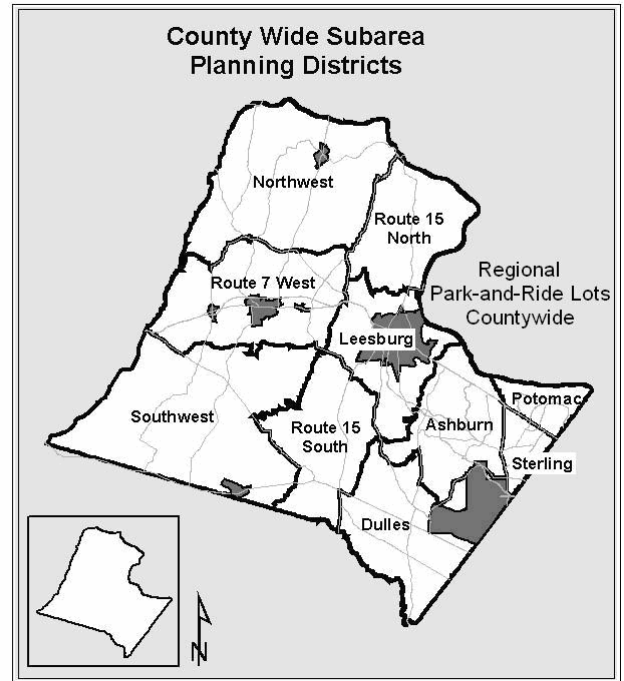 County Wide Subarea
Planning Districts
Northwest
Route 15
North
Regional
Park-and-Ride Lots
Countywide
Route 7 West
Leesburg
Potomac
Southwest
Route 15
South
Ashburn
Sterling
Dulles
N